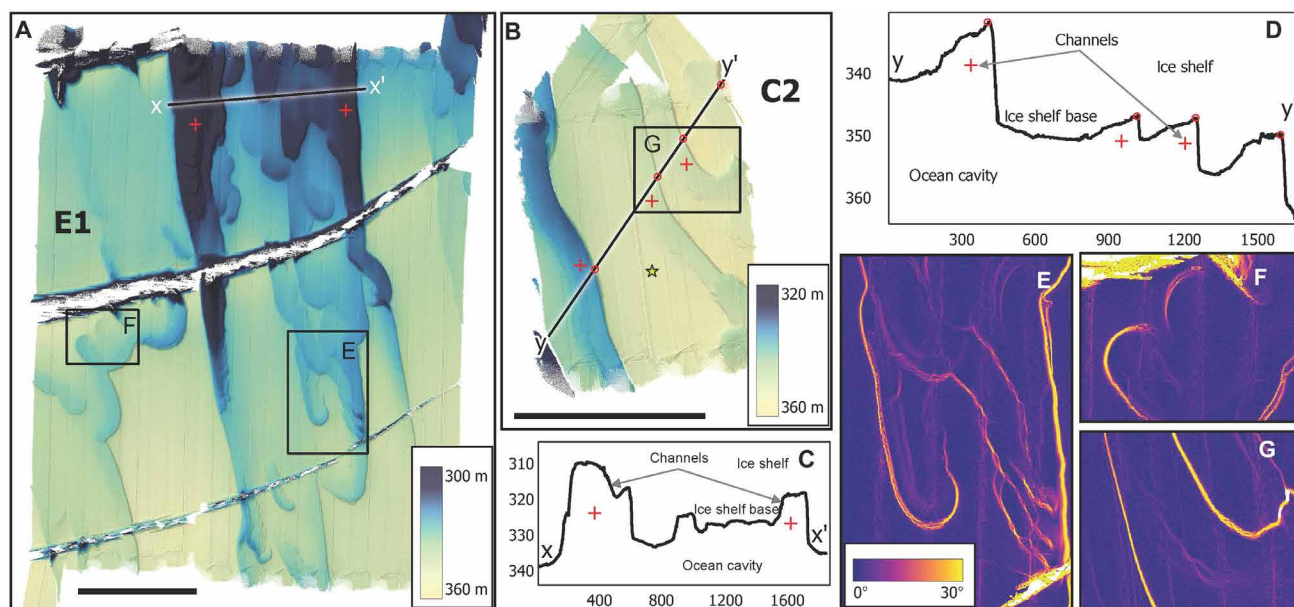 A
x
x'
E1
F
E
300 m
360 m
B
y'
C2
G
y
320 m
360 m
C
310
320
330
340
Channels
Ice shelf
Ice shelf base
x
x'
Ocean cavity
400
800
1200
1600
D
340
350
360
y
Channels
Ice shelf
Ice shelf base
y'
Ocean cavity
300
600
900
1200
1500
E
0°
30°
F
G